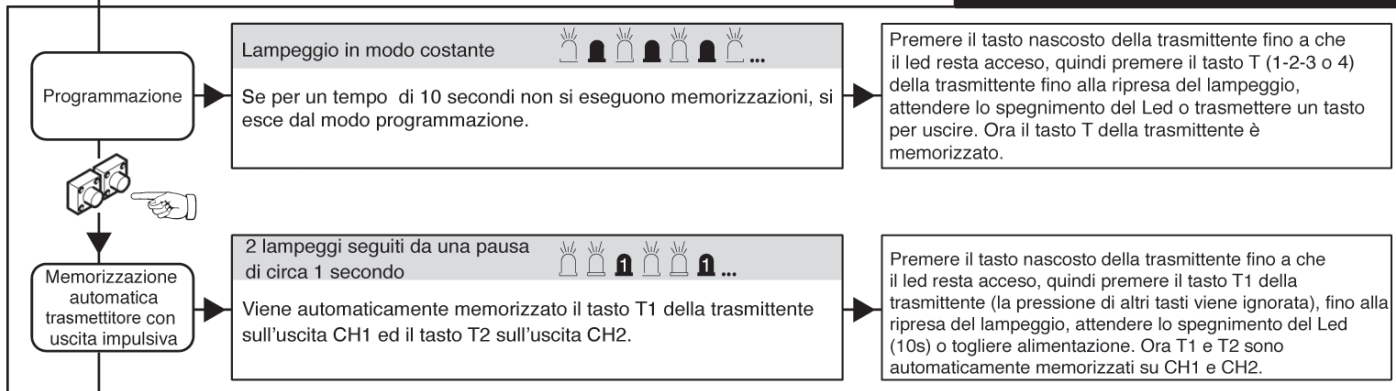 Programmazione
Lampeggio in modo costante
...
Se per un tempo di 10 secondi non si eseguono memorizzazioni, si
esce dal modo programmazione.
Premere il tasto nascosto della trasmittente fino a che
il led resta acceso, quindi premere il tasto T (1-2-3 o 4)
della trasmittente fino alla ripresa del lampeggio,
attendere lo spegnimento del Led o trasmettere un tasto
per uscire. Ora il tasto T della trasmittente è
memorizzato.
Memorizzazione
automatica
trasmettitore con
uscita impulsiva
2 lampeggi seguiti da una pausa
di circa 1 secondo
1 1 ...
Viene automaticamente memorizzato il tasto T1 della trasmittente
sull'uscita CH1 ed il tasto T2 sull'uscita CH2.
Premere il tasto nascosto della trasmittente fino a che
il led resta acceso, quindi premere il tasto T1 della
trasmittente (la pressione di altri tasti viene ignorata), fino alla
ripresa del lampeggio, attendere lo spegnimento del Led
(10s) o togliere alimentazione. Ora T1 e T2 sono
automaticamente memorizzati su CH1 e CH2.